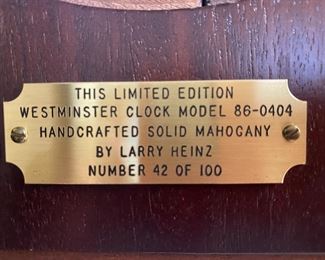 THIS LIMITED EDITION
WESTMINSTER CLOCK MODEL 86-0404
HANDCRAFTED SOLID MAHOGANY
BY LARRY HEINZ
NUMBER 42 OF 100